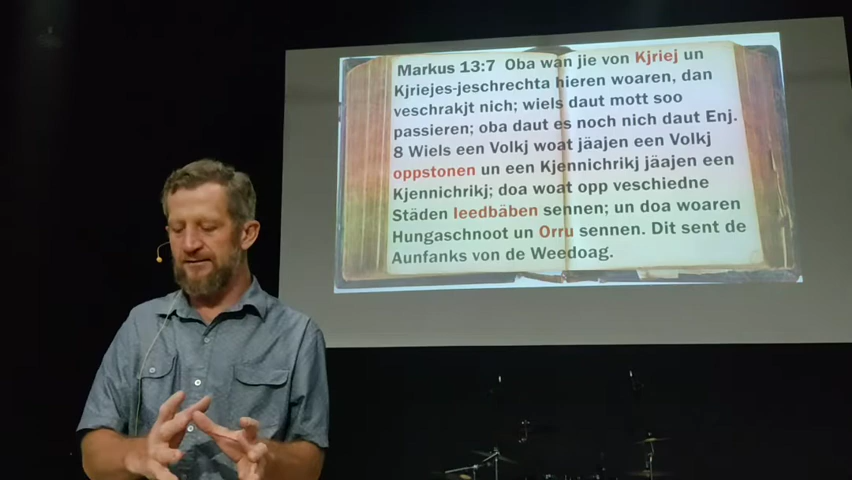 Markus 13:7 Oba wan jie von Kjriej un
Kjriejes-jeschrechta hieren woaren, dan
veschrakjt nich; wiels daut mott soo
passieren; oba daut es noch nich daut Enj.
8 Wiels een Volkj woat jäajen een Volkj
oppstonen un een Kjennichrikj jäajen een
Kjennichrikj; doa woat opp veschiedne
Städen leedbäben sennen; un doa woaren
Hungaschnoot un Orru sennen. Dit sent de
Aunfanks von de Weedoag.